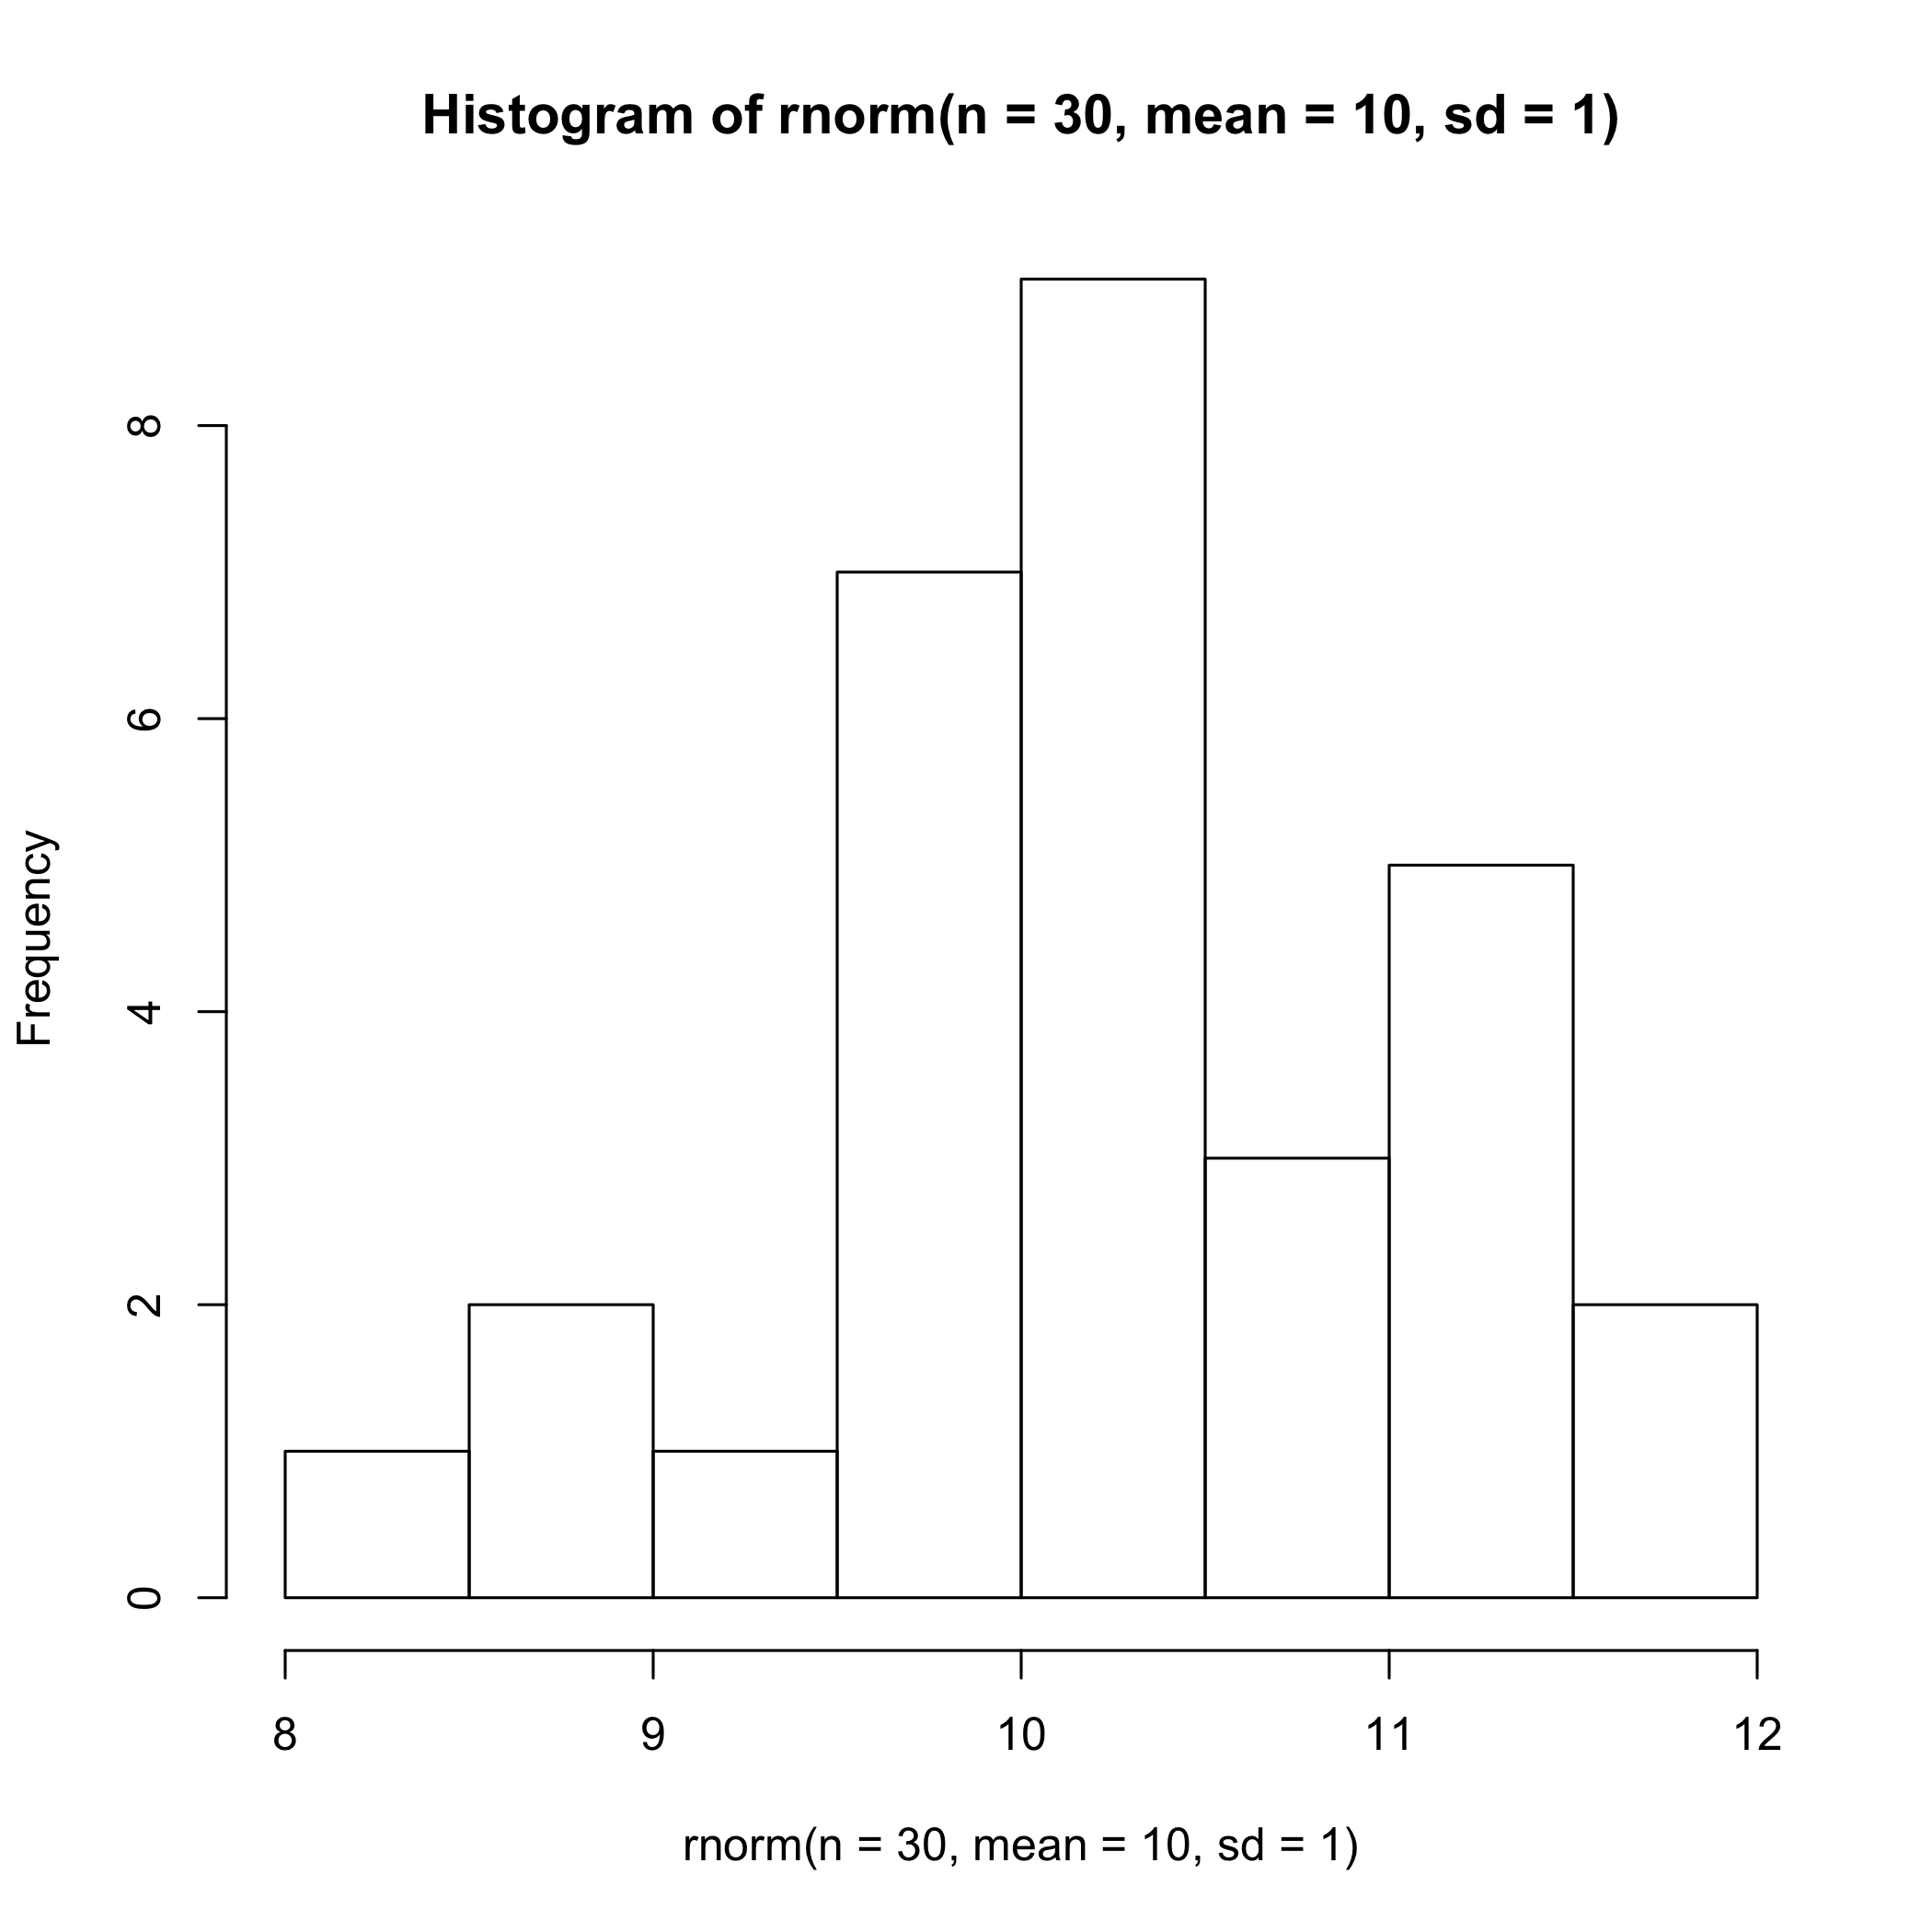 Histogram of rnorm(n = 30, mean = 10, sd = 1)
Frequency
8
6
4
2
0
8 9 10 11 12
rnorm(n = 30, mean = 10, sd = 1)